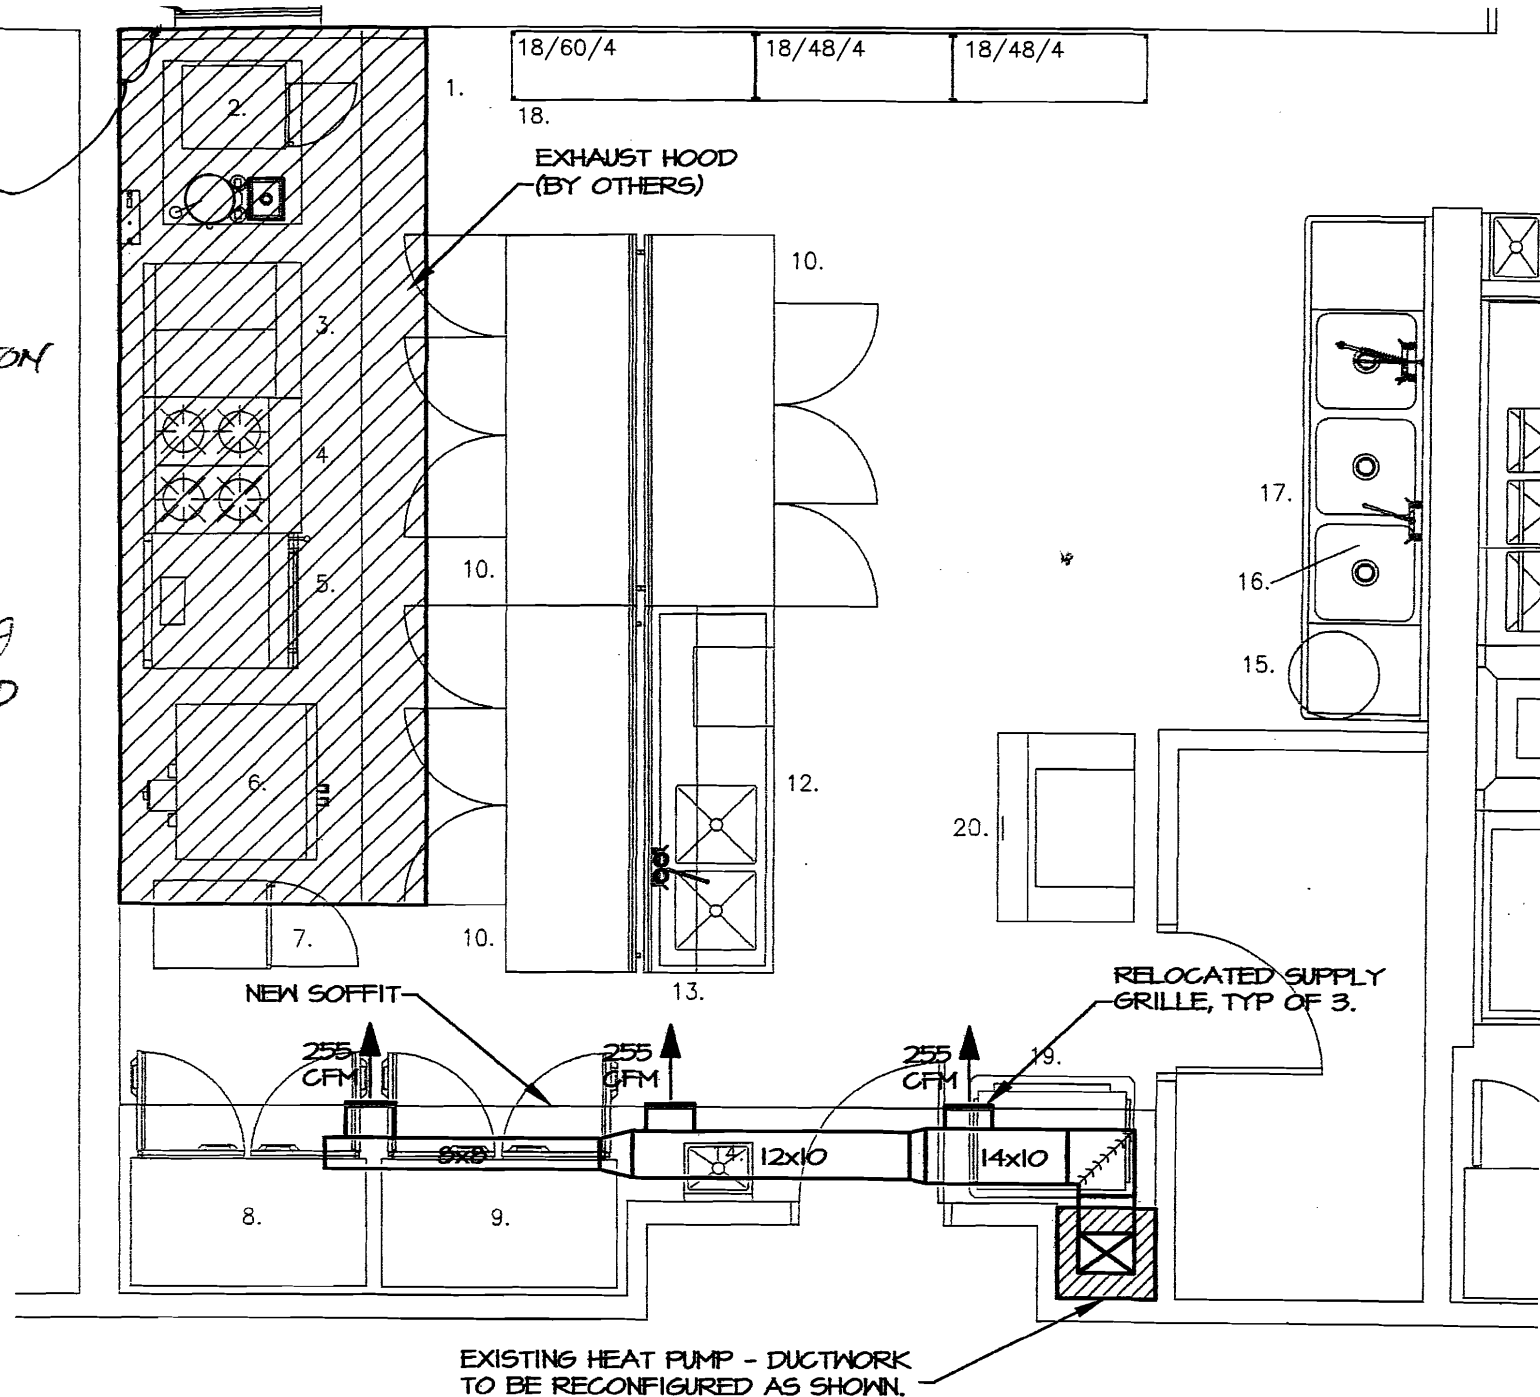 18/60/4
18/48/4
18/48/4
1.
2.
18.
EXHAUST HOOD
(BY OTHERS)
10.
3.
4
17.
10.
5.
16.
15.
6.
12.
20.
7.
10.
13.
NEW SOFFIT
RELOCATED SUPPLY
GRILLE, TYP OF 3.
255
CFM
255
CFM
255
CFM
19.
8x8
14.
12x10
14x10
8.
9.
EXISTING HEAT PUMP - DUCTWORK
TO BE RECONFIGURED AS SHOWN.